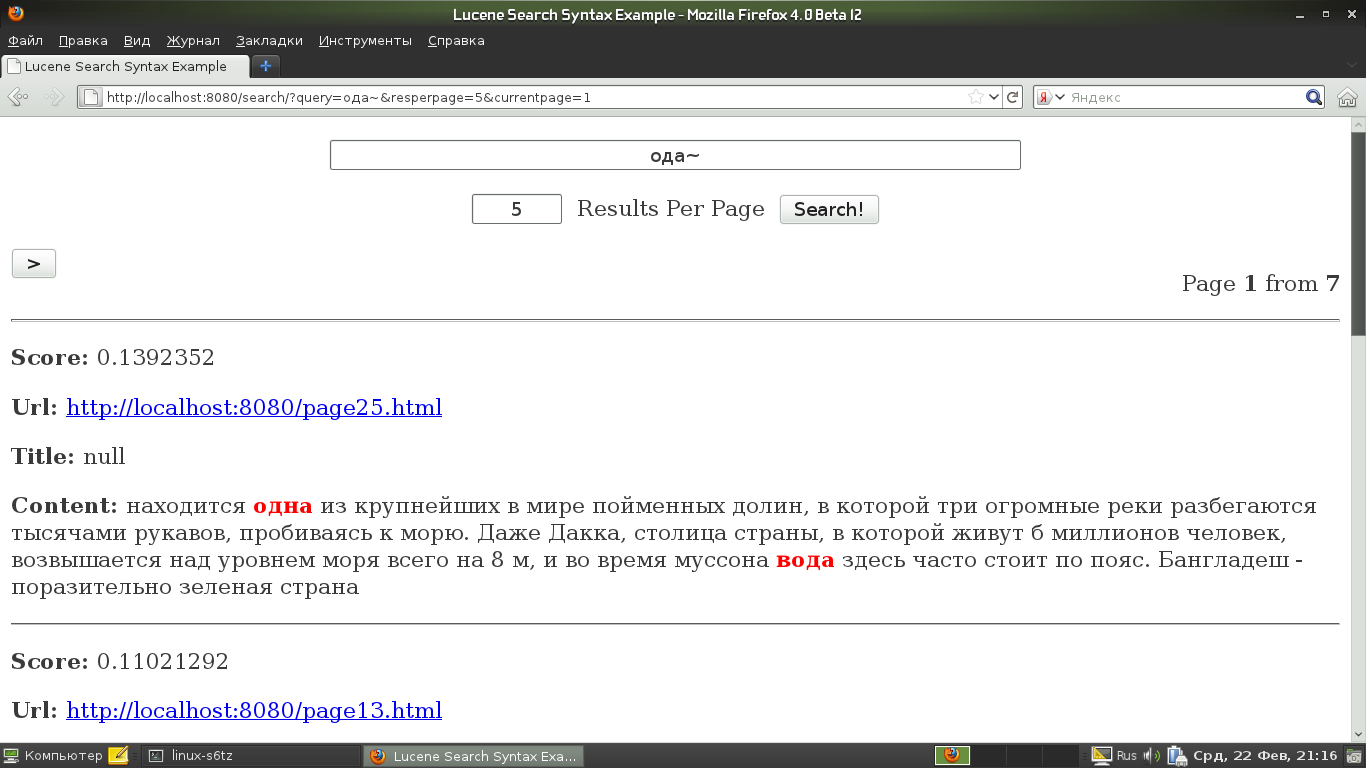 Lucene Search Syntax Example - Mozilla Firefox 4.0 Beta 12
Файл Правка Вид Журнал Закладки Инструменты Справка
Lucene Search Syntax Example
http://localhost:8080/search/?query=ода~&resperpage=5&currentpage=1
Яндекс
ода~
5 Results Per Page Search!
>
Page 1 from 7
Score: 0.1392352
Url: http://localhost:8080/page25.html
Title: null
Content: находится одна из крупнейших в мире пойменных долин, в которой три огромные реки разбегаются
тысячами рукавов, пробиваясь к морю. Даже Дакка, столица страны, в которой живут б миллионов человек,
возвышается над уровнем моря всего на 8 м, и во время муссона вода здесь часто стоит по пояс. Бангладеш -
поразительно зеленая страна
Score: 0.11021292
Url: http://localhost:8080/page13.html
Компьютер linux-s6tz Lucene Search Syntax Exa... Rus Срд, 22 Фев, 21:16